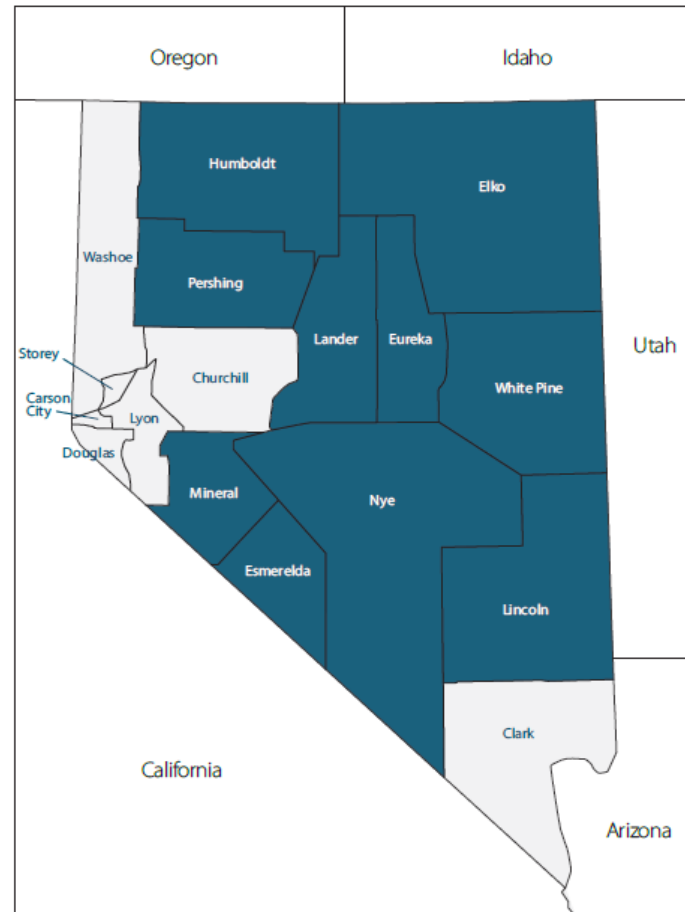 Oregon
Idaho
Humboldt
Elko
Washoe
Pershing
Lander
Eureka
Utah
Storey
Churchill
White Pine
Carson
City
Lyon
Douglas
Mineral
Nye
Esmerelda
Lincoln
Clark
California
Arizona